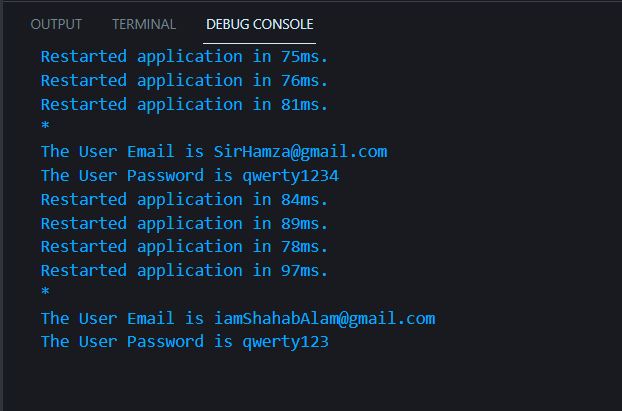 OUTPUT TERMINAL DEBUG CONSOLE
Restarted application in 75ms.
Restarted application in 76ms.
Restarted application in 81ms.
*
The User Email is SirHamza@gmail.com
The User Password is qwerty1234
Restarted application in 84ms.
Restarted application in 89ms.
Restarted application in 78ms.
Restarted application in 97ms.
*
The User Email is iamShahabAlam@gmail.com
The User Password is qwerty123